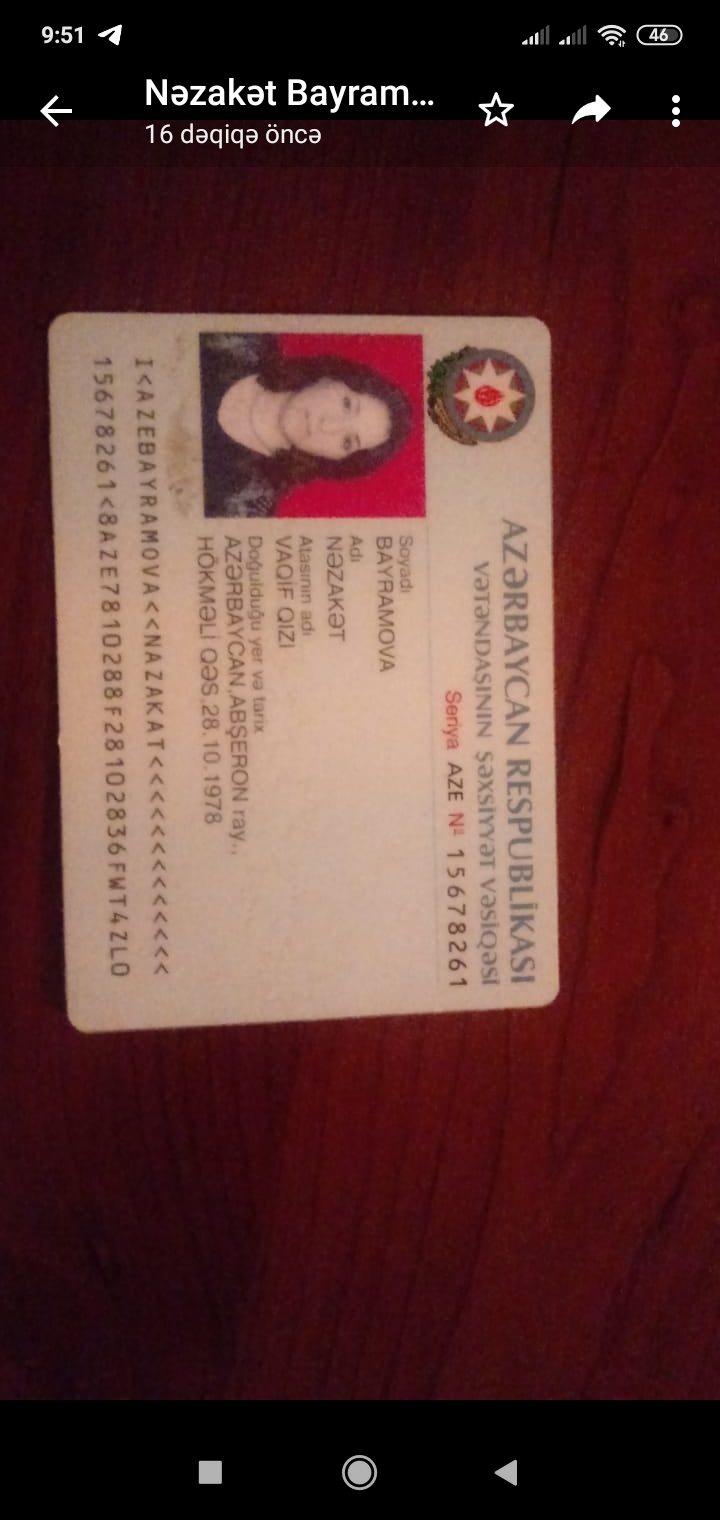 9:51
46
Nəzakət Bayram...
16 dəqiqə öncə
AZƏRBAYCAN RESPUBLİKASI
VƏTƏNDAŞININ ŞƏXSİYYƏT VƏSİQƏSİ
Seriya AZE № 15678261
Soyadı
BAYRAMOVA
Adı
NƏZAKƏT
Atasının adı
VAQİF QIZI
Doğulduğu yer və tarix
AZƏRBAYCAN,ABŞERON ray.,
HÖKMƏLİ QƏS,28.10.1978
I<AZEBAYRAMOVA<<NAZAKAT<<<<<<<<<<<<<
15678261<8AZE7810288F28102836FWT4ZL0